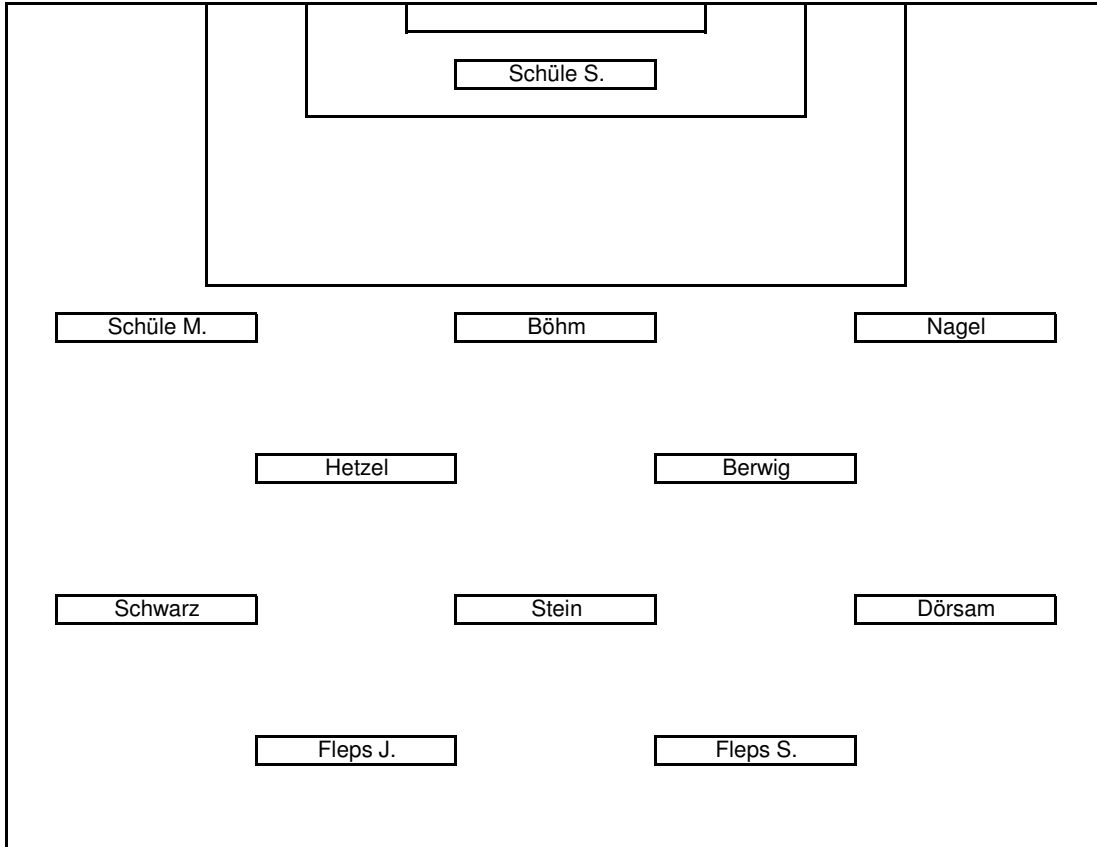 Schüle S.
Schüle M. Böhm Nagel
Hetzel Berwig
Schwarz Stein Dörsam
Fleps J. Fleps S.